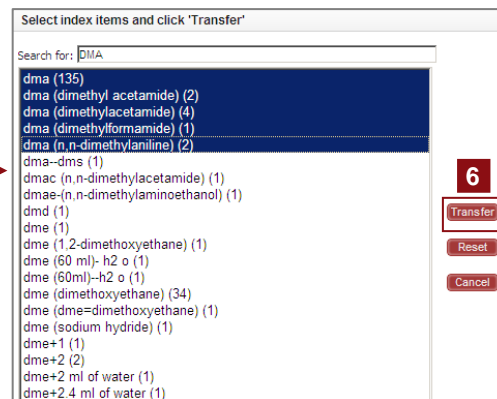 Select index items and click 'Transfer'
Search for: DMA
dma (135)
dma (dimethyl acetamide) (2)
dma (dimethylacetamide) (4)
dma (dimethylformamide) (1)
dma (n,n-dimethylaniline) (2)
dma--dms (1)
dmac (n,n-dimethylacetamide) (1)
dmae-(n,n-dimethylaminoethanol) (1)
dmd (1)
dme (1)
dme (1,2-dimethoxyethane) (1)
dme (60 ml)- h2 o (1)
dme (60ml)--h2 o (1)
dme (dimethoxyethane) (34)
dme (dme=dimethoxyethane) (1)
dme (sodium hydride) (1)
dme+1 (1)
dme+2 (2)
dme+2 ml of water (1)
dme+2.4 ml of water (1)
6
Transfer
Reset
Cancel